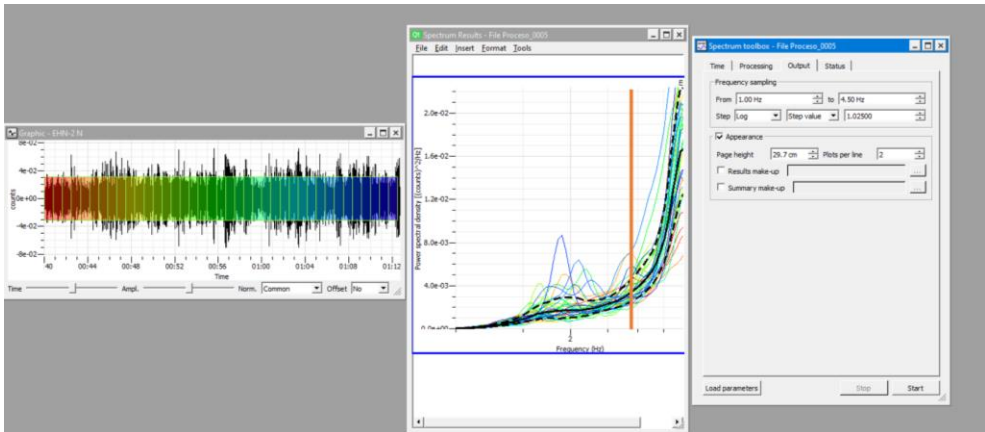 Graphic - EHN-2 N
8e-02
4e-02
0e+00
-4e-02
-8e-02
counts
40 00:44 00:48 00:52 00:56 01:00 01:04 01:08 01:12
Time
Time Ampl. Norm. Common Offset No
Spectrum Results - File Proceso_0005
File Edit Insert Format Tools
2.0e-02
1.6e-02
1.2e-02
8.0e-03
4.0e-03
0.0e+00
Power spectral density [(counts)^2/Hz]
2
Frequency (Hz)
Spectrum toolbox - File Proceso_0005
Time Processing Output Status
Frequency sampling
From 1.00 Hz to 4.50 Hz
Step Log Step value 1.02500
Appearance
Page height 29.7 cm Plots per line 2
Results make-up ...
Summary make-up ...
Load parameters Stop Start